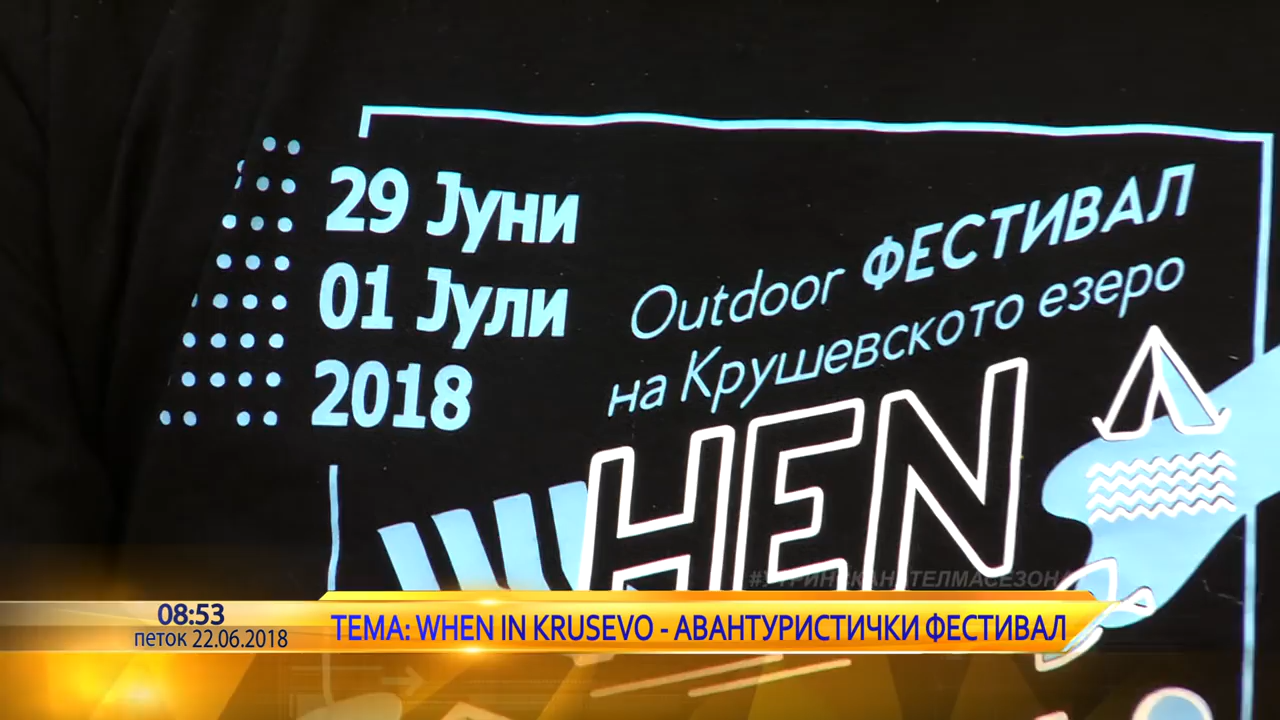 29 Јуни
01 Јули
2018
Outdoor ФЕСТИВАЛ
на Крушевското езеро
WHEN
08:53
петок 22.06.2018
ТЕМА: WHEN IN KRUSEVO - АВАНТУРИСТИЧКИ ФЕСТИВАЛ